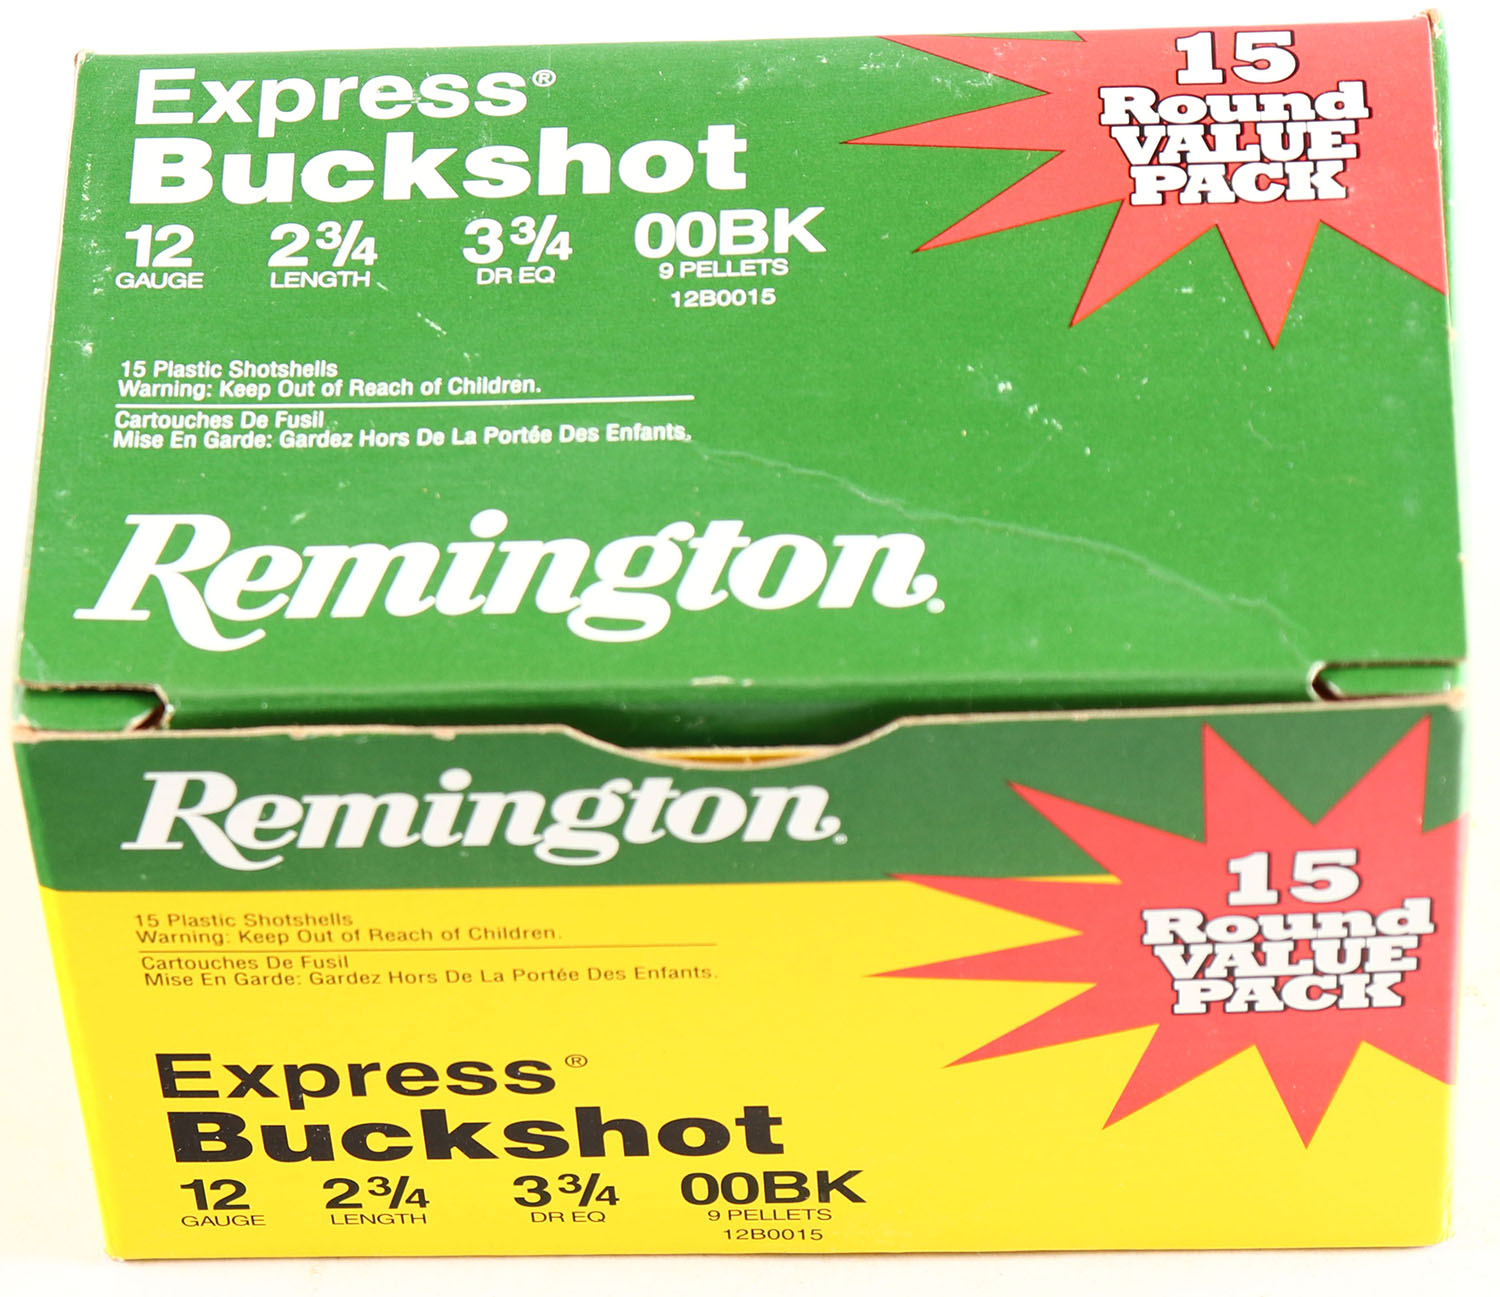 Express®
Buckshot
12 2 3/4 3 3/4 00BK
GAUGE LENGTH DR EQ 9 PELLETS
12B0015
15
Round
VALUE
PACK
15 Plastic Shotshells
Warning: Keep Out of Reach of Children.
Cartouches De Fusil
Mise En Garde: Gardez Hors De La Portée Des Enfants.
Remington
Remington
15
Round
VALUE
PACK
15 Plastic Shotshells
Warning: Keep Out of Reach of Children.
Cartouches De Fusil
Mise En Garde: Gardez Hors De La Portée Des Enfants.
Express®
Buckshot
12 2 3/4 3 3/4 00BK
GAUGE LENGTH DR EQ 9 PELLETS
12B0015